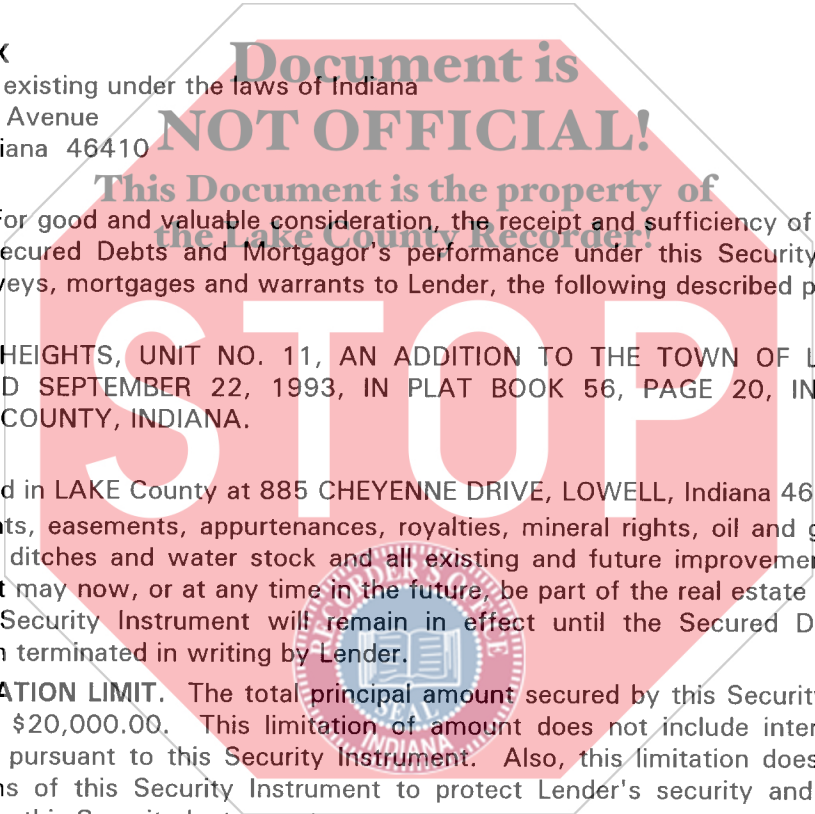 Document is
existing under the laws of Indiana
Avenue
NOT OFFICIAL!
iana 46410
This Document is the property of
For good and valuable consideration, the receipt and sufficiency of
the Lake County Recorder!
ecured Debts and Mortgagor's performance under this Security
veys, mortgages and warrants to Lender, the following described p
STOP
HEIGHTS, UNIT NO. 11, AN ADDITION TO THE TOWN OF L
D SEPTEMBER 22, 1993, IN PLAT BOOK 56, PAGE 20, IN
COUNTY, INDIANA.
d in LAKE County at 885 CHEYENNE DRIVE, LOWELL, Indiana 46
nts, easements, appurtenances, royalties, mineral rights, oil and g
ditches and water stock and all existing and future improvemen
t may now, or at any time in the future, be part of the real estate
Security Instrument will remain in effect until the Secured D
n terminated in writing by Lender.
RECORDER'S OFFICE
SEAL
INDIANA
ATION LIMIT. The total principal amount secured by this Securit
$20,000.00. This limitation of amount does not include inter
pursuant to this Security Instrument. Also, this limitation does
ns of this Security Instrument to protect Lender's security and